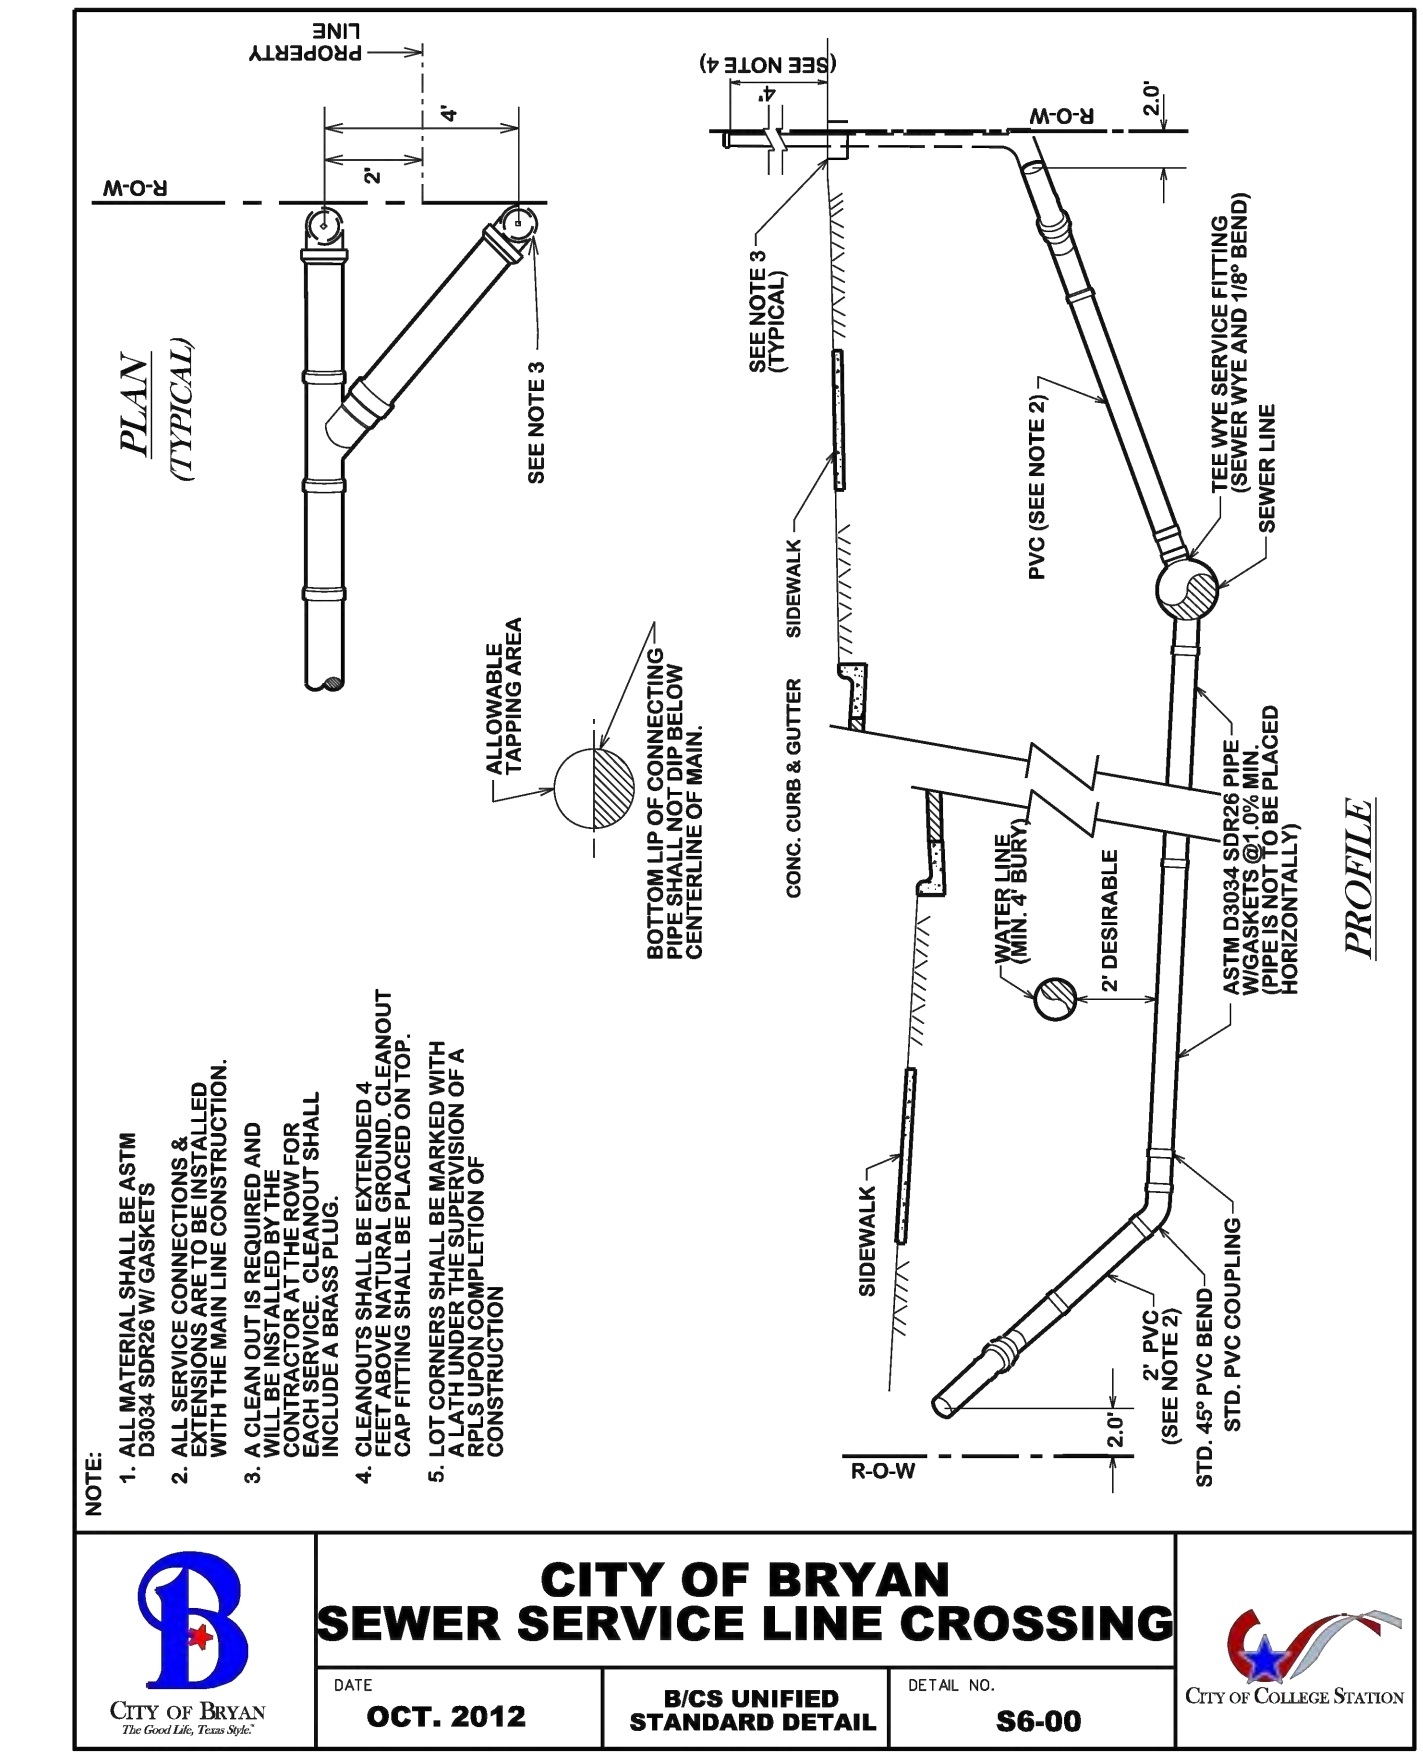 NOTE:
1. ALL MATERIAL SHALL BE ASTM
D3034 SDR26 W/ GASKETS
2. ALL SERVICE CONNECTIONS &
EXTENSIONS ARE TO BE INSTALLED
WITH THE MAIN LINE CONSTRUCTION.
3. A CLEAN OUT IS REQUIRED AND
WILL BE INSTALLED BY THE
CONTRACTOR AT THE ROW FOR
EACH SERVICE. CLEANOUT SHALL
INCLUDE A BRASS PLUG.
4. CLEANOUTS SHALL BE EXTENDED 4
FEET ABOVE NATURAL GROUND. CLEANOUT
CAP FITTING SHALL BE PLACED ON TOP.
5. LOT CORNERS SHALL BE MARKED WITH
A LATH UNDER THE SUPERVISION OF A
RPLS UPON COMPLETION OF
CONSTRUCTION
PLAN
(TYPICAL)
R-O-W
PROPERTY
LINE
2'
4'
SEE NOTE 3
ALLOWABLE
TAPPING AREA
BOTTOM LIP OF CONNECTING
PIPE SHALL NOT DIP BELOW
CENTERLINE OF MAIN.
(SEE NOTE 4)
4'
SEE NOTE 3
(TYPICAL)
R-O-W
2.0'
SIDEWALK
CONC. CURB & GUTTER
PVC (SEE NOTE 2)
TEE WYE SERVICE FITTING
(SEWER WYE AND 1/8º BEND)
SEWER LINE
WATER LINE
(MIN. 4' BURY)
2' DESIRABLE
ASTM D3034 SDR26 PIPE
W/GASKETS @1.0% MIN.
(PIPE IS NOT TO BE PLACED
HORIZONTALLY)
SIDEWALK
2' PVC
(SEE NOTE 2)
STD. 45º PVC BEND
STD. PVC COUPLING
2.0'
R-O-W
PROFILE
B
CITY OF BRYAN
The Good Life, Texas Style.™
CITY OF BRYAN
SEWER SERVICE LINE CROSSING
DATE
OCT. 2012
B/CS UNIFIED
STANDARD DETAIL
DETAIL NO.
S6-00
CITY OF COLLEGE STATION